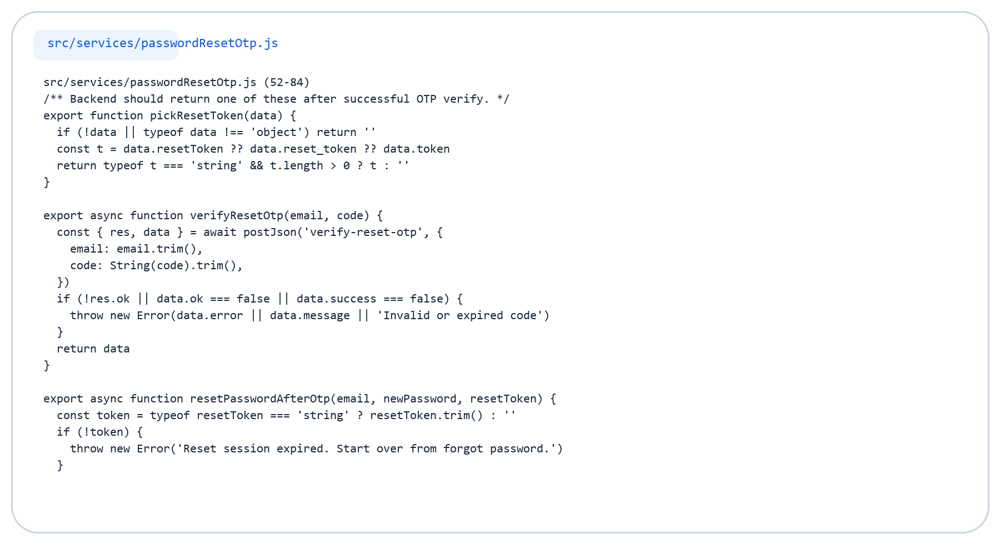 src/services/passwordResetOtp.js
src/services/passwordResetOtp.js (52-84)
/** Backend should return one of these after successful OTP verify. */
export function pickResetToken(data) {
  if (!data || typeof data !== 'object') return ''
  const t = data.resetToken ?? data.reset_token ?? data.token
  return typeof t === 'string' && t.length > 0 ? t : ''
}

export async function verifyResetOtp(email, code) {
  const { res, data } = await postJson('verify-reset-otp', {
    email: email.trim(),
    code: String(code).trim(),
  })
  if (!res.ok || data.ok === false || data.success === false) {
    throw new Error(data.error || data.message || 'Invalid or expired code')
  }
  return data
}

export async function resetPasswordAfterOtp(email, newPassword, resetToken) {
  const token = typeof resetToken === 'string' ? resetToken.trim() : ''
  if (!token) {
    throw new Error('Reset session expired. Start over from forgot password.')
  }